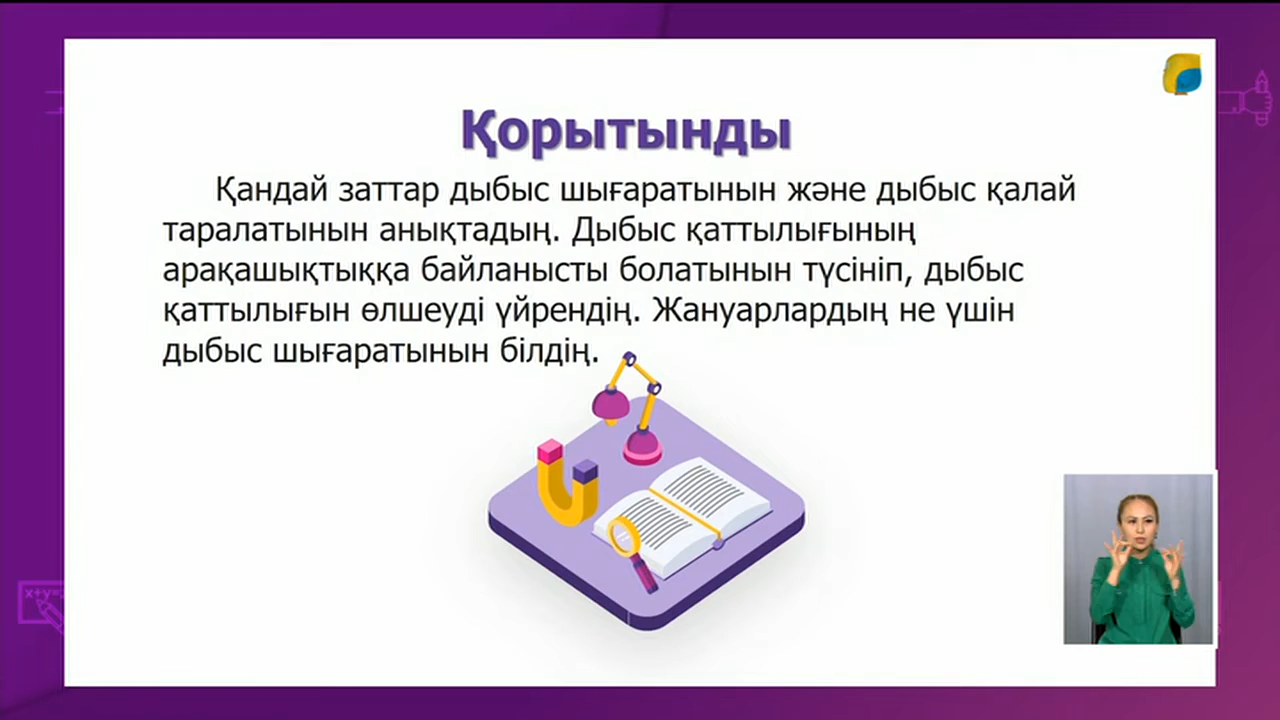 Қорытынды
Қандай заттар дыбыс шығаратынын және дыбыс қалай
таралатынын анықтадың. Дыбыс қаттылығының
арақашықтыққа байланысты болатынын түсініп, дыбыс
қаттылығын өлшеуді үйрендің. Жануарлардың не үшін
дыбыс шығаратынын білдің.
x+y=